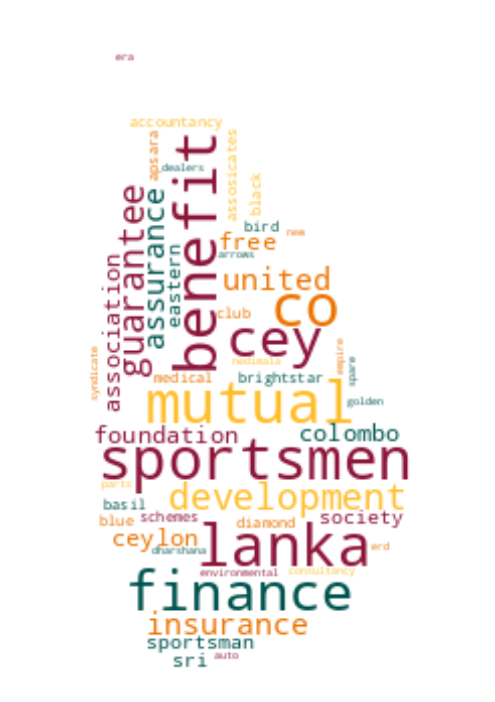 era
accountancy
apsara
assosicates
benefit
dealers
black
guarantee
assurance
bird
new
free
eastern
arrows
association
united
co
club
cey
syndicate
nedimala
empire
spare
medical
brightstar
mutual
golden
foundation
colombo
sportsmen
parts
development
basil
blue
schemes
diamond
society
ceylon
lanka
dharshana
erd
environmental
consultancy
finance
insurance
sportsman
sri
auto